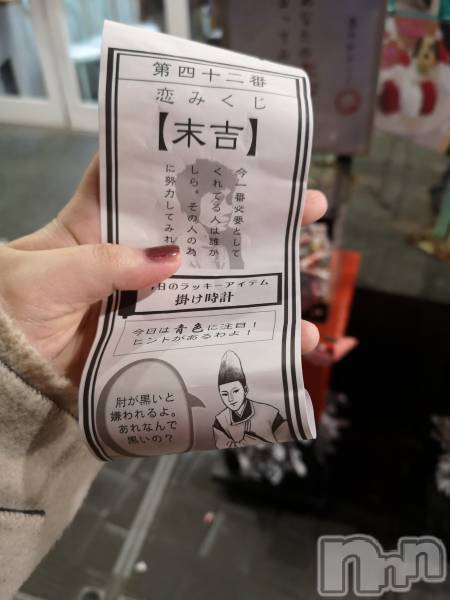 第四十二番
恋みくじ
【末吉】
今一番必要として
くれてる人は誰か
しら。その人の為
に努力してみれ
日のラッキーアイテム
掛け時計
今日は青色に注目！
ヒントがあるわよ！
肘が黒いと
嫌われるよ。
あれなんで
黒いの？
nnn